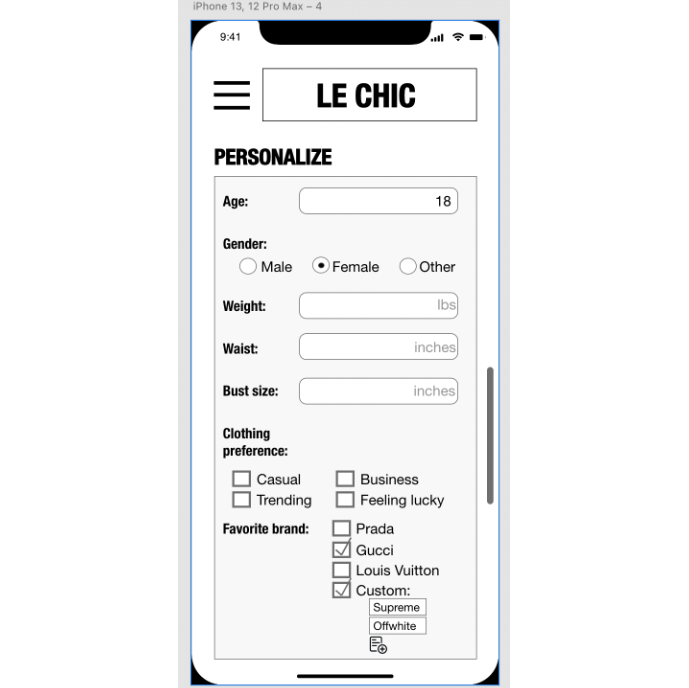 iPhone 13, 12 Pro Max – 4
9:41
LE CHIC
PERSONALIZE
Age: 18
Gender:
Male Female Other
Weight: lbs
Waist: inches
Bust size: inches
Clothing
preference:
Casual Business
Trending Feeling lucky
Favorite brand: Prada
Gucci
Louis Vuitton
Custom:
Supreme
Offwhite